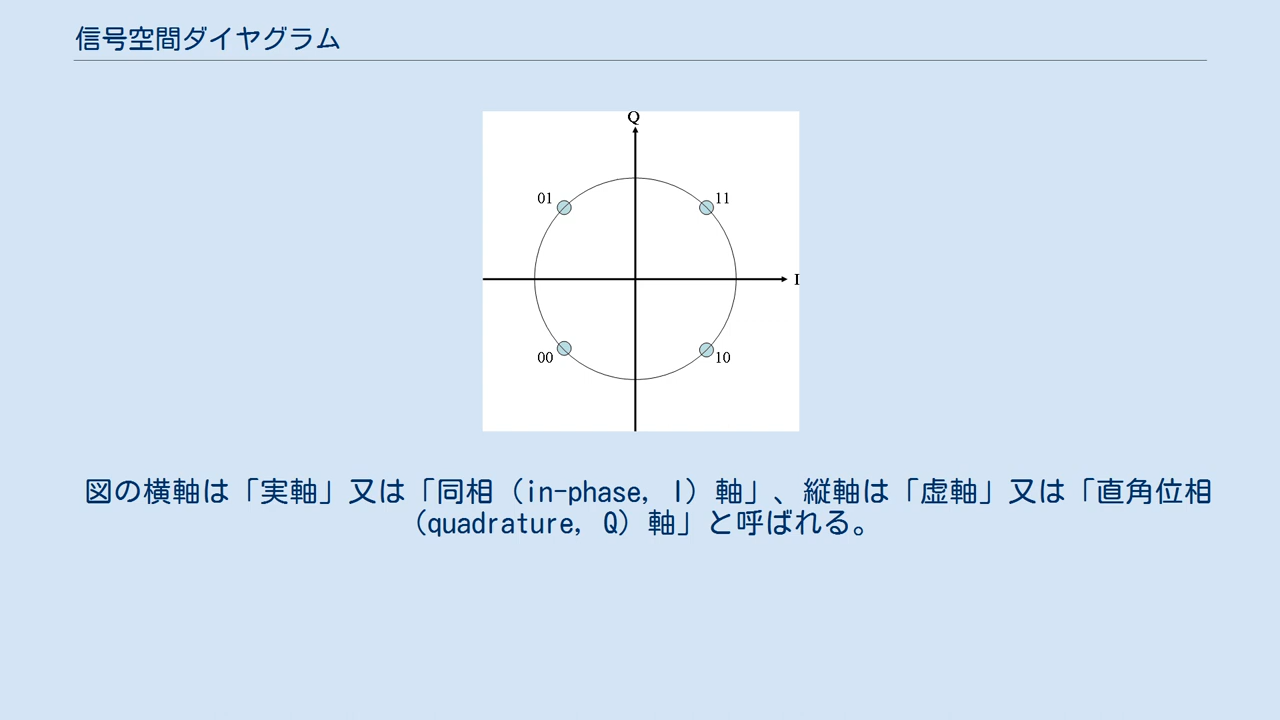 信号空間ダイヤグラム
Q
01
11
I
00
10
図の横軸は「実軸」又は「同相（in-phase, I）軸」、縦軸は「虚軸」又は「直角位相
（quadrature, Q）軸」と呼ばれる。